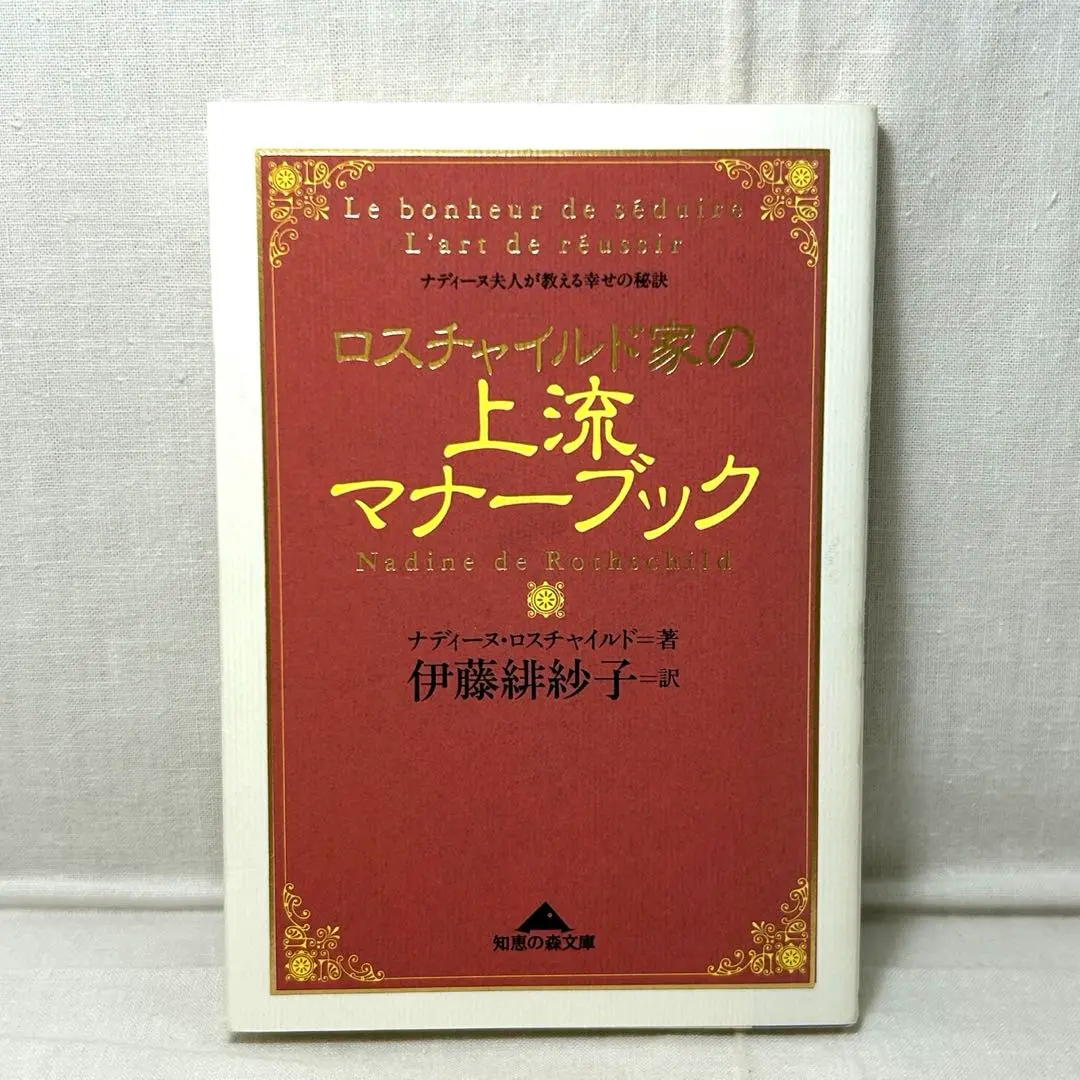 Le bonheur de séduire
L'art de réussir
ナディーヌ夫人が教える幸せの秘訣
ロスチャイルド家の
上流
マナーブック
Nadine de Rothschild
ナディーヌ・ロスチャイルド=著
伊藤緋紗子=訳
知恵の森文庫